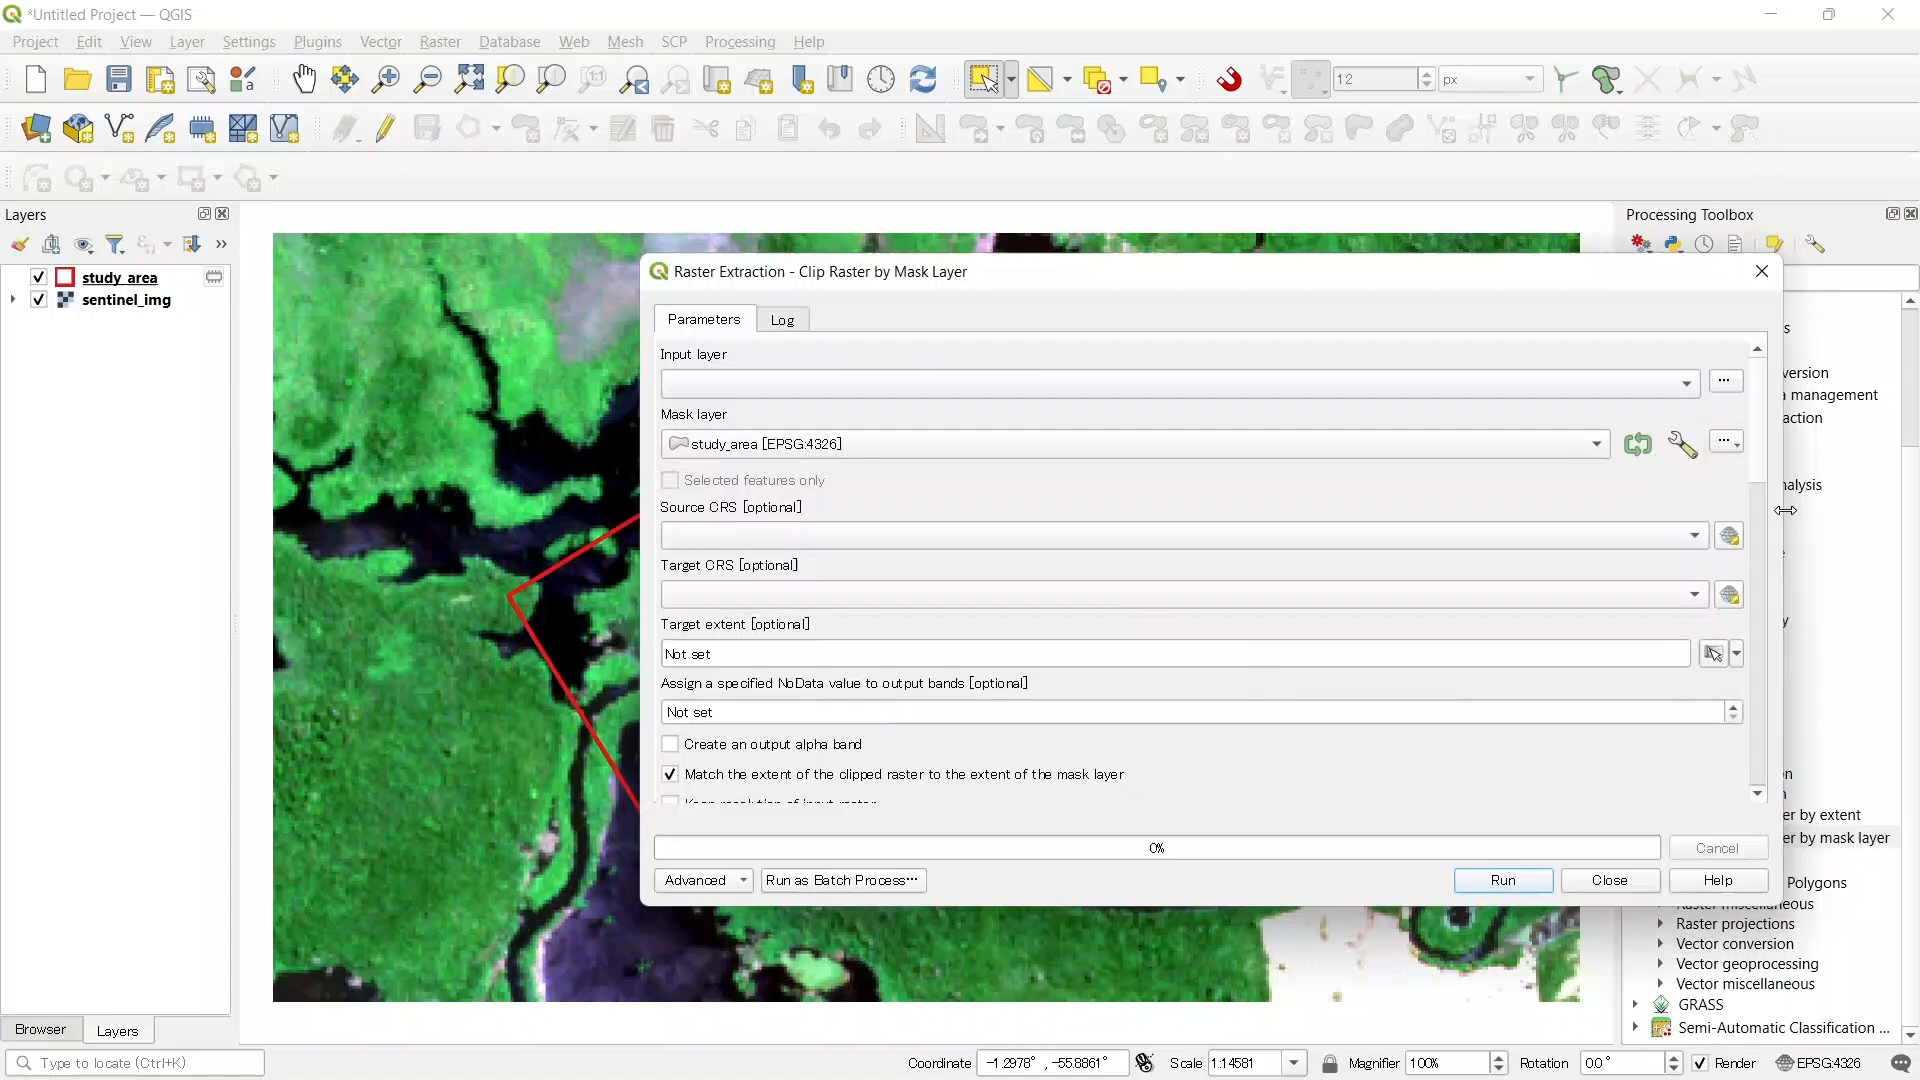 *Untitled Project — QGIS
Project Edit View Layer Settings Plugins Vector Raster Database Web Mesh SCP Processing Help
12 px
Layers
study_area
sentinel_img
Processing Toolbox
Raster Extraction - Clip Raster by Mask Layer
Parameters Log
Input layer
Mask layer
study_area [EPSG:4326]
Selected features only
Source CRS [optional]
Target CRS [optional]
Target extent [optional]
Not set
Assign a specified NoData value to output bands [optional]
Not set
Create an output alpha band
Match the extent of the clipped raster to the extent of the mask layer
0% Cancel
Advanced Run as Batch Process… Run Close Help
version
management
action
nalysis
er by extent
er by mask layer
Polygons
Raster miscellaneous
Raster projections
Vector conversion
Vector geoprocessing
Vector miscellaneous
GRASS
Semi-Automatic Classification ...
Browser Layers
Type to locate (Ctrl+K) Coordinate -1.2978° , -55.8861° Scale 1:14581 Magnifier 100% Rotation 0.0° Render EPSG:4326